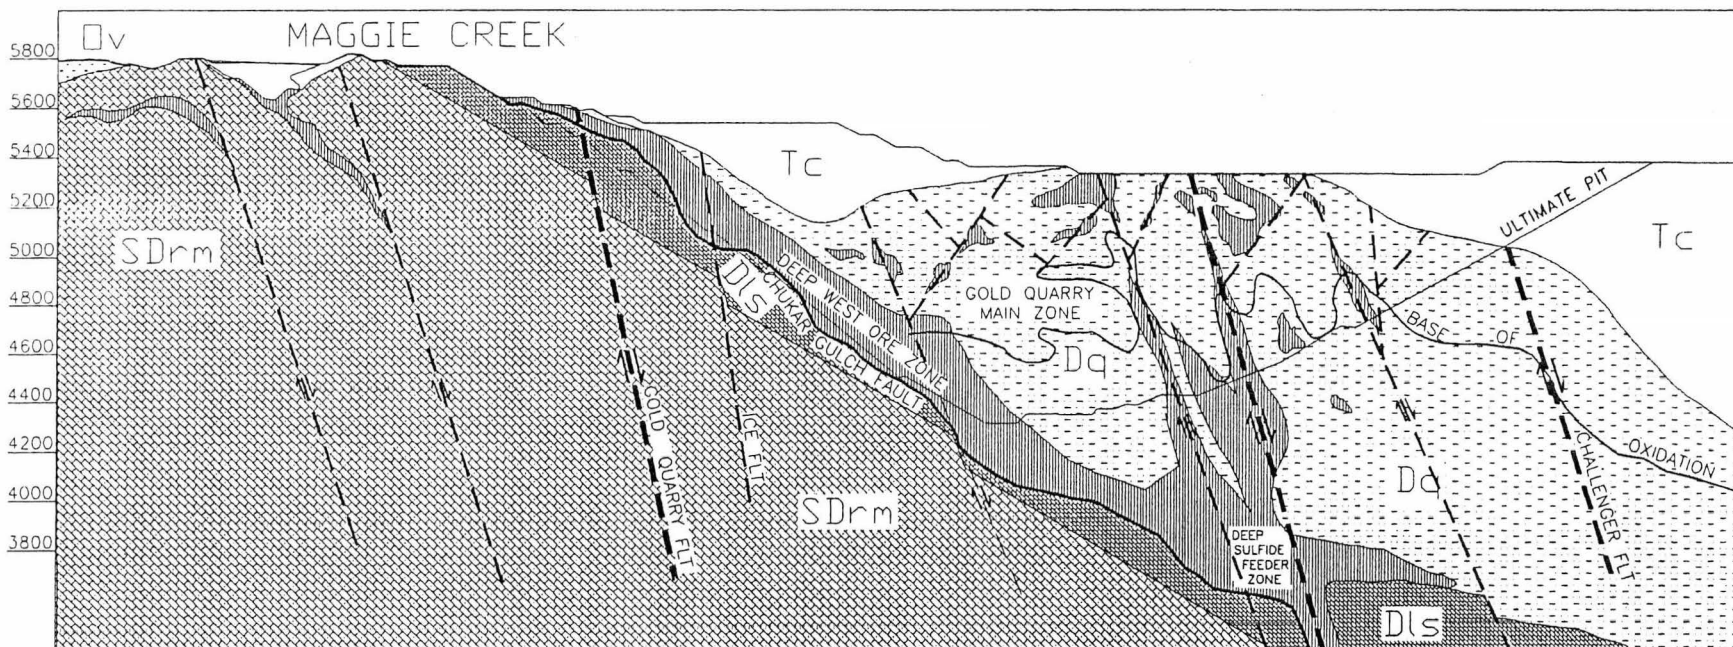 Ov
MAGGIE CREEK
5800
5600
5400
5200
5000
4800
4600
4400
4200
4000
3800
Tc
Tc
ULTIMATE PIT
SDrm
Dls
DEEP WEST ORE ZONE
CHUKAR GULCH FAULT
GOLD QUARRY
MAIN ZONE
Dq
BASE OF OXIDATION
GOLD QUARRY FLT
ICE FLT
SDrm
Dq
CHALLENGER FLT
DEEP
SULFIDE
FEEDER
ZONE
Dls